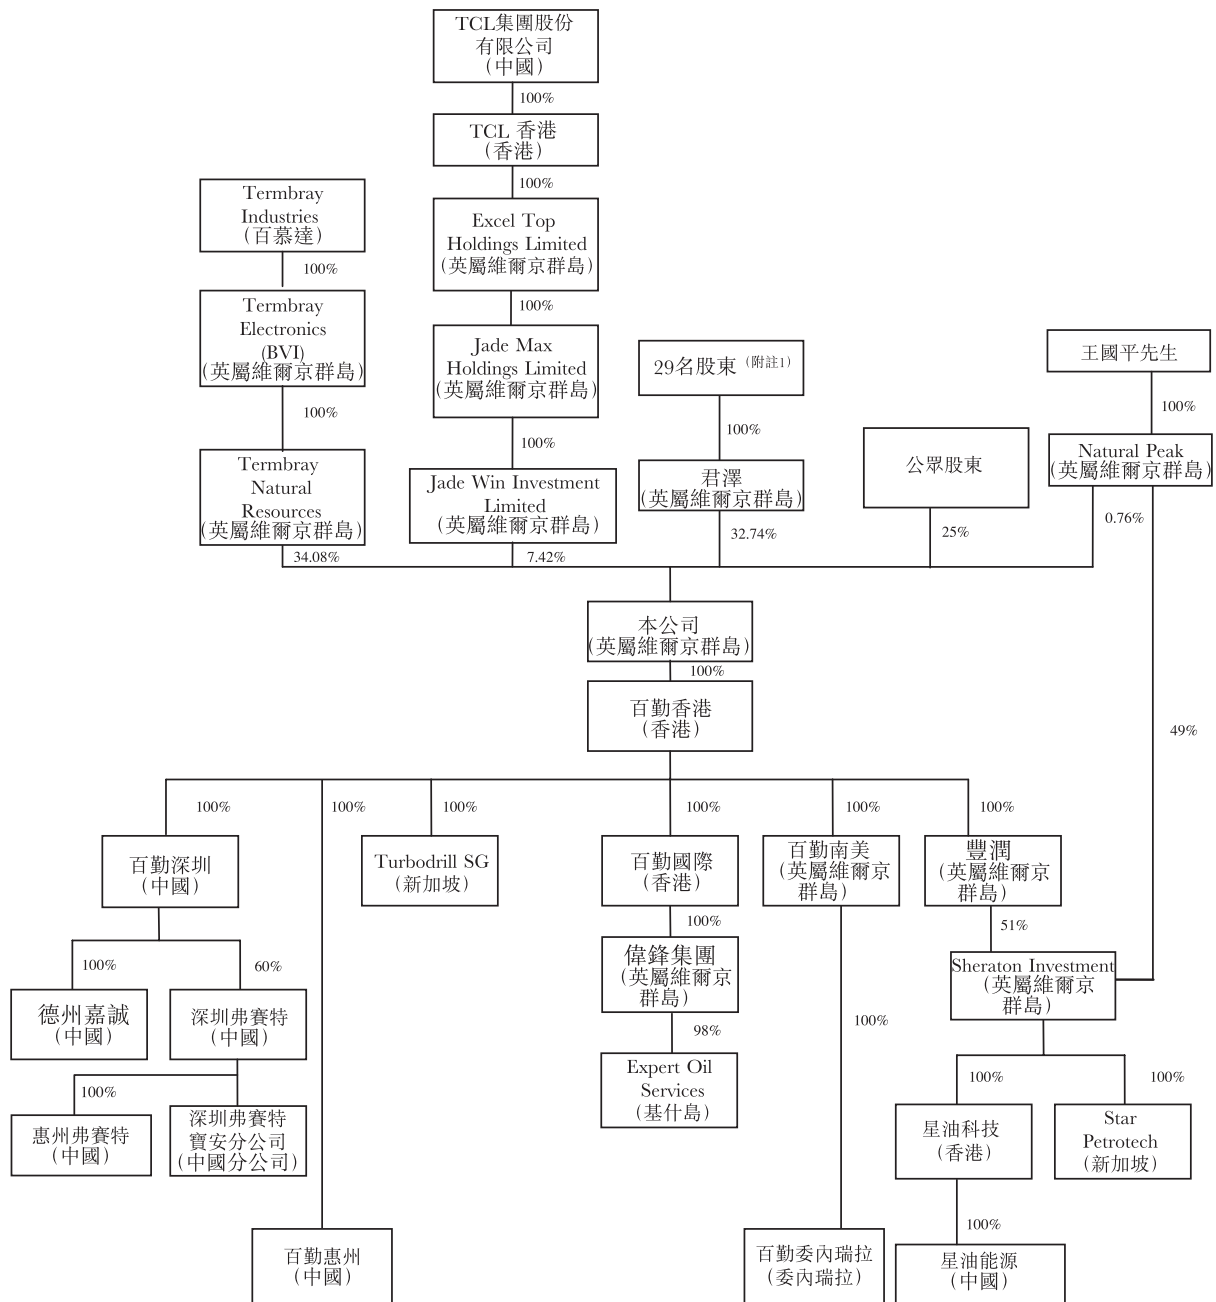 TCL集團股份
有限公司
(中國)
100%
TCL 香港
(香港)
100%
Termbray
Industries
(百慕達)
100%
Excel Top
Holdings Limited
(英屬維爾京群島)
100%
Termbray
Electronics
(BVI)
(英屬維爾京群島)
100%
Jade Max
Holdings Limited
(英屬維爾京群島)
100%
29名股東 (附註1)
100%
王國平先生
100%
Termbray
Natural
Resources
(英屬維爾京群島)
34.08%
Jade Win Investment
Limited
(英屬維爾京群島)
7.42%
君澤
(英屬維爾京群島)
32.74%
公眾股東
25%
Natural Peak
(英屬維爾京群島)
0.76%
49%
本公司
(英屬維爾京群島)
100%
百勤香港
(香港)
100%
100%
100%
100%
100%
100%
百勤深圳
(中國)
Turbodrill SG
(新加坡)
百勤國際
(香港)
百勤南美
(英屬維爾京
群島)
豐潤
(英屬維爾京
群島)
100%
60%
100%
51%
德州嘉誠
(中國)
深圳弗賽特
(中國)
偉鋒集團
(英屬維爾京
群島)
Sheraton Investment
(英屬維爾京
群島)
98%
100%
100%
惠州弗賽特
(中國)
深圳弗賽特
寶安分公司
(中國分公司)
Expert Oil
Services
(基什島)
100%
100%
星油科技
(香港)
Star
Petrotech
(新加坡)
100%
百勤惠州
(中國)
百勤委內瑞拉
(委內瑞拉)
星油能源
(中國)